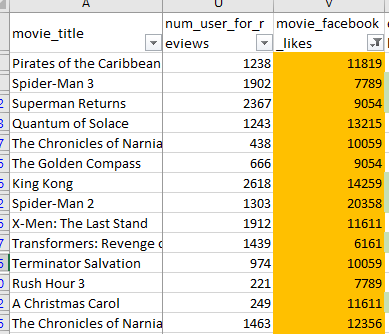 A U V
movie_title num_user_for_r movie_facebook
eviews _likes
Pirates of the Caribbean 1238 11819
Spider-Man 3 1902 7789
Superman Returns 2367 9054
Quantum of Solace 1243 13215
The Chronicles of Narnia 438 10059
The Golden Compass 666 9054
King Kong 2618 14259
Spider-Man 2 1303 20358
X-Men: The Last Stand 1912 11611
Transformers: Revenge 1439 6161
Terminator Salvation 974 10059
Rush Hour 3 221 7789
A Christmas Carol 249 11611
The Chronicles of Narnia 1463 12356